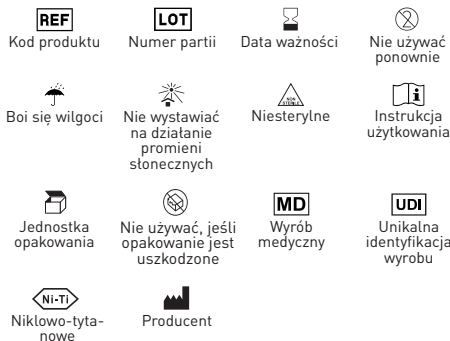 REF LOT
Kod produktu Numer partii Data ważności Nie używać
ponownie
2
Boi się wilgoci Nie wystawiać
na działanie
promieni
słonecznych
NON
STERILE
Niesterylne
i
Instrukcja
użytkowania
Jednostka
opakowania
Nie używać, jeśli
opakowanie jest
uszkodzone
MD
Wyrób
medyczny
UDI
Unikalna
identyfikacja
wyrobu
Ni-Ti
Niklowo-tyta-
nowe
Producent